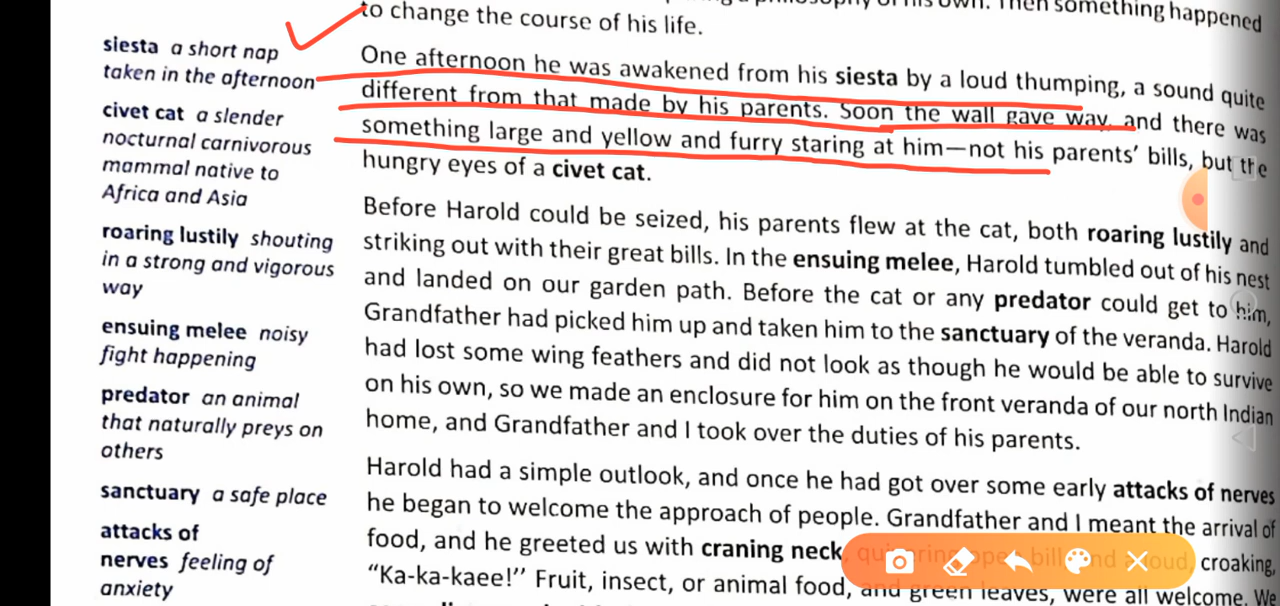 to change the course of his life.
siesta a short nap
taken in the afternoon
civet cat a slender
nocturnal carnivorous
mammal native to
Africa and Asia
roaring lustily shouting
in a strong and vigorous
way
ensuing melee noisy
fight happening
predator an animal
that naturally preys on
others
sanctuary a safe place
attacks of
nerves feeling of
anxiety
of his own. Then something happened
One afternoon he was awakened from his siesta by a loud thumping, a sound quite
different from that made by his parents. Soon the wall gave way, and there was
something large and yellow and furry staring at him—not his parents' bills, but the
hungry eyes of a civet cat.
Before Harold could be seized, his parents flew at the cat, both roaring lustily and
striking out with their great bills. In the ensuing melee, Harold tumbled out of his nest
and landed on our garden path. Before the cat or any predator could get to him,
Grandfather had picked him up and taken him to the sanctuary of the veranda. Harold
had lost some wing feathers and did not look as though he would be able to survive
on his own, so we made an enclosure for him on the front veranda of our north Indian
home, and Grandfather and I took over the duties of his parents.
Harold had a simple outlook, and once he had got over some early attacks of nerves
he began to welcome the approach of people. Grandfather and I meant the arrival of
food, and he greeted us with craning neck, bill and loud, croaking,
"Ka-ka-kaee!" Fruit, insect, or animal food, and green leaves, were all welcome. We